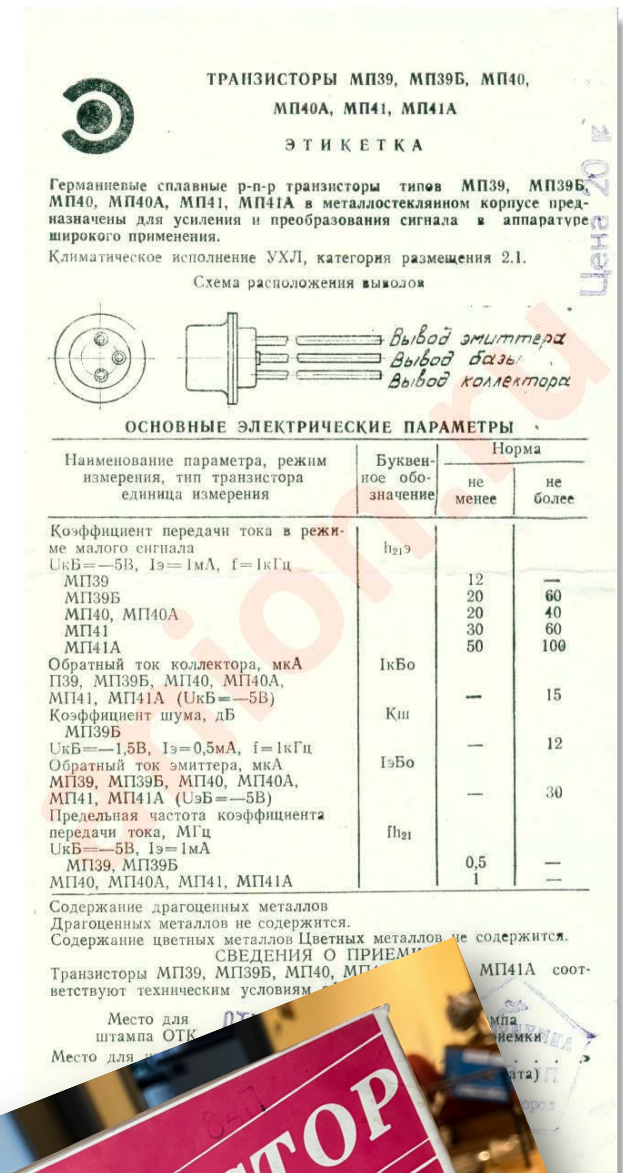 ТРАНЗИСТОРЫ МП39, МП39Б, МП40,
МП40А, МП41, МП41А
ЭТИКЕТКА
Цена 20 к
Германиевые сплавные p-n-p транзисторы типов МП39, МП39Б,
МП40, МП40А, МП41, МП41А в металлостеклянном корпусе пред-
назначены для усиления и преобразования сигнала в аппаратуре
широкого применения.
Климатическое исполнение УХЛ, категория размещения 2.1.
Схема расположения выводов
Вывод эмиттера
Вывод базы
Вывод коллектора
ОСНОВНЫЕ ЭЛЕКТРИЧЕСКИЕ ПАРАМЕТРЫ
Наименование параметра, режим измерения, тип транзистора единица измерения | Буквен-ное обо-значение | Норма
не менее | не более
Коэффициент передачи тока в режи-
ме малого сигнала h21э
UкБ=—5В, Iэ=1мА, f=1кГц
МП39 12 —
МП39Б 20 60
МП40, МП40А 20 40
МП41 30 60
МП41А 50 100
Обратный ток коллектора, мкА IкБо
П39, МП39Б, МП40, МП40А,
МП41, МП41А (UкБ=—5В) — 15
Коэффициент шума, дБ Кш
МП39Б
UкБ=—1,5В, Iэ=0,5мА, f=1кГц — 12
Обратный ток эмиттера, мкА IэБо
МП39, МП39Б, МП40, МП40А,
МП41, МП41А (UэБ=—5В) — 30
Предельная частота коэффициента
передачи тока, МГц fh21
UкБ=—5В, Iэ=1мА
МП39, МП39Б 0,5 —
МП40, МП40А, МП41, МП41А 1 —
Содержание драгоценных металлов
Драгоценных металлов не содержится.
Содержание цветных металлов Цветных металлов не содержится.
СВЕДЕНИЯ О
Транзисторы МП39, МП39Б, МП40, МП41А соот-
ветствуют техническим условиям
Место для
штампа ОТК
Место для